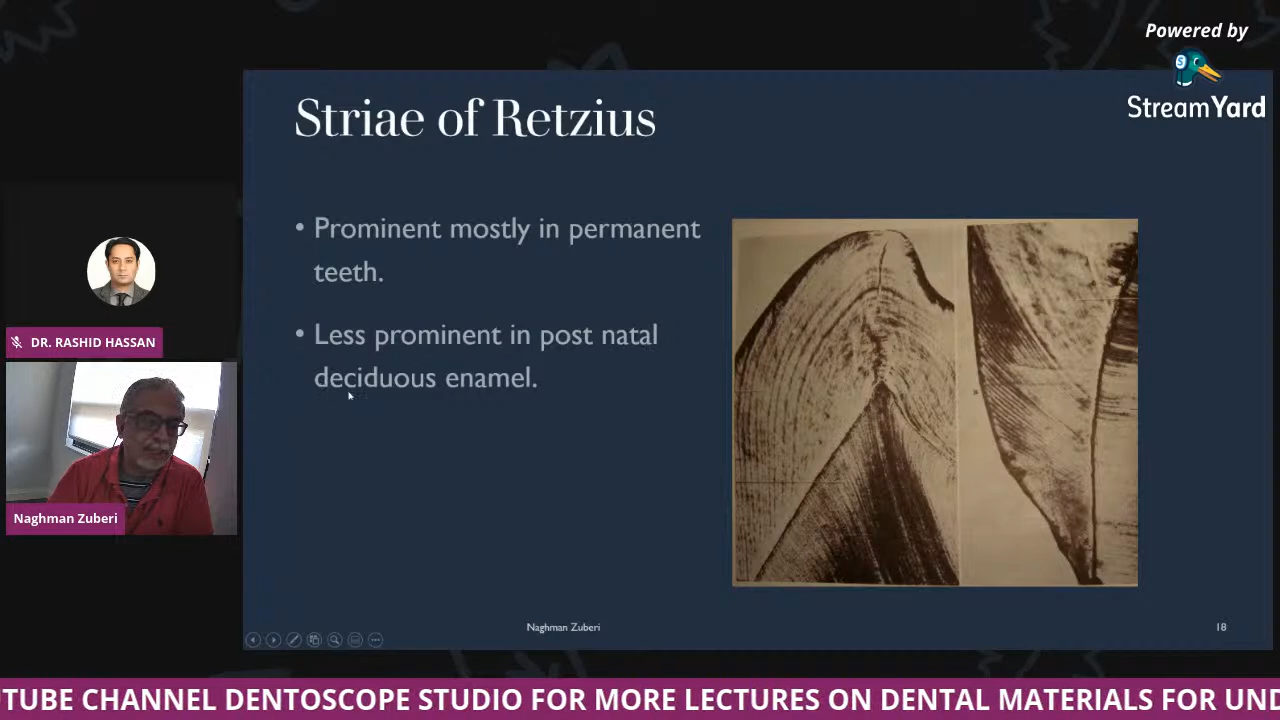 Powered by
StreamYard
Striae of Retzius
• Prominent mostly in permanent
teeth.
• Less prominent in post natal
deciduous enamel.
DR. RASHID HASSAN
Naghman Zuberi
Naghman Zuberi
18
TUBE CHANNEL DENTOSCOPE STUDIO FOR MORE LECTURES ON DENTAL MATERIALS FOR UND